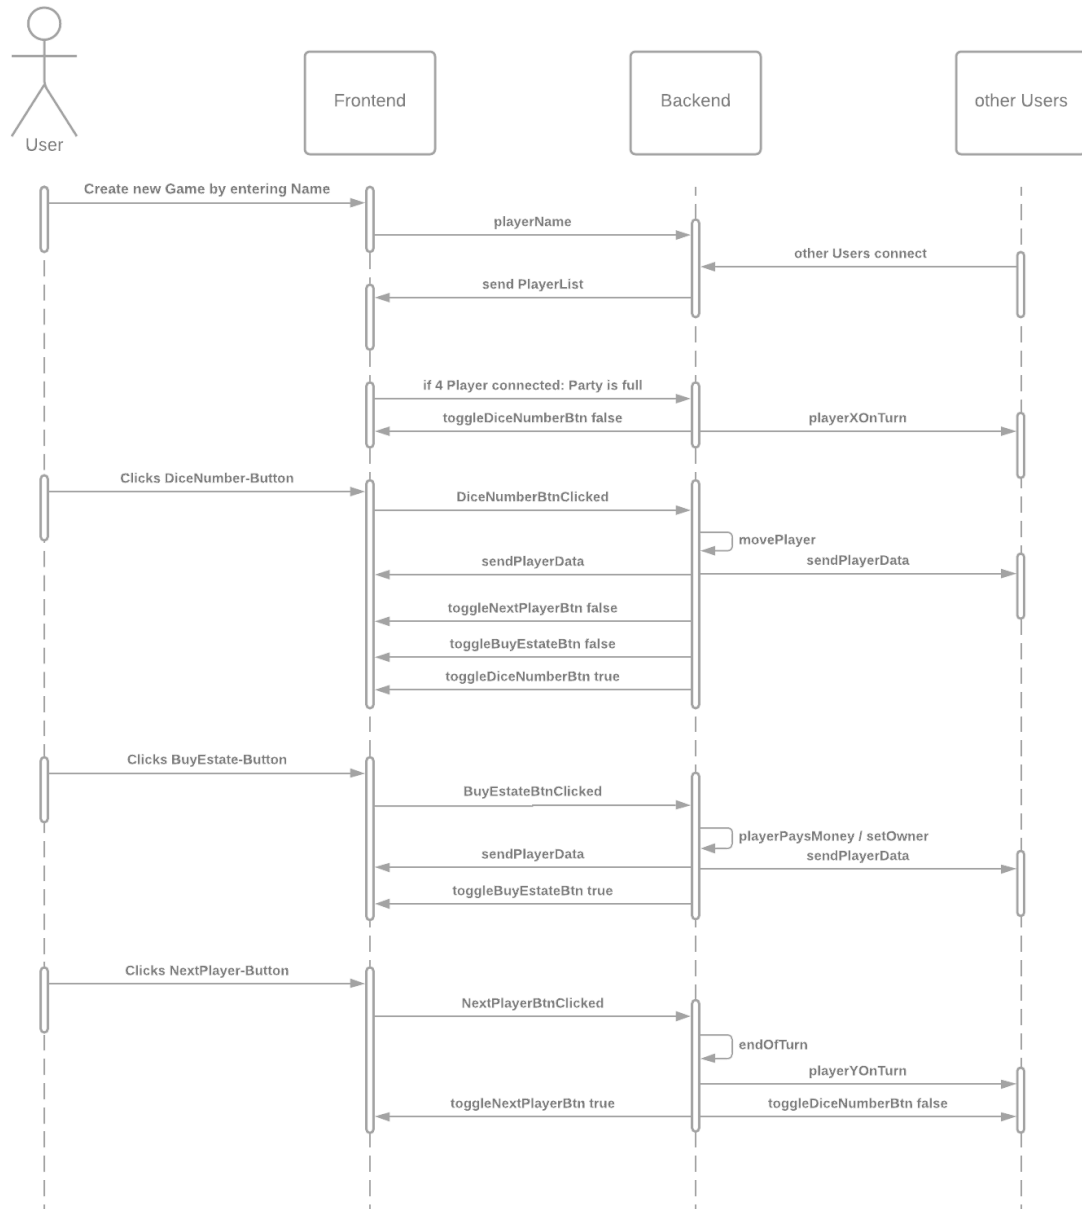 User
Frontend
Backend
other Users
Create new Game by entering Name
playerName
other Users connect
send PlayerList
if 4 Player connected: Party is full
toggleDiceNumberBtn false
playerXOnTurn
Clicks DiceNumber-Button
DiceNumberBtnClicked
movePlayer
sendPlayerData
sendPlayerData
toggleNextPlayerBtn false
toggleBuyEstateBtn false
toggleDiceNumberBtn true
Clicks BuyEstate-Button
BuyEstateBtnClicked
playerPaysMoney / setOwner
sendPlayerData
sendPlayerData
toggleBuyEstateBtn true
Clicks NextPlayer-Button
NextPlayerBtnClicked
endOfTurn
playerYOnTurn
toggleNextPlayerBtn true
toggleDiceNumberBtn false